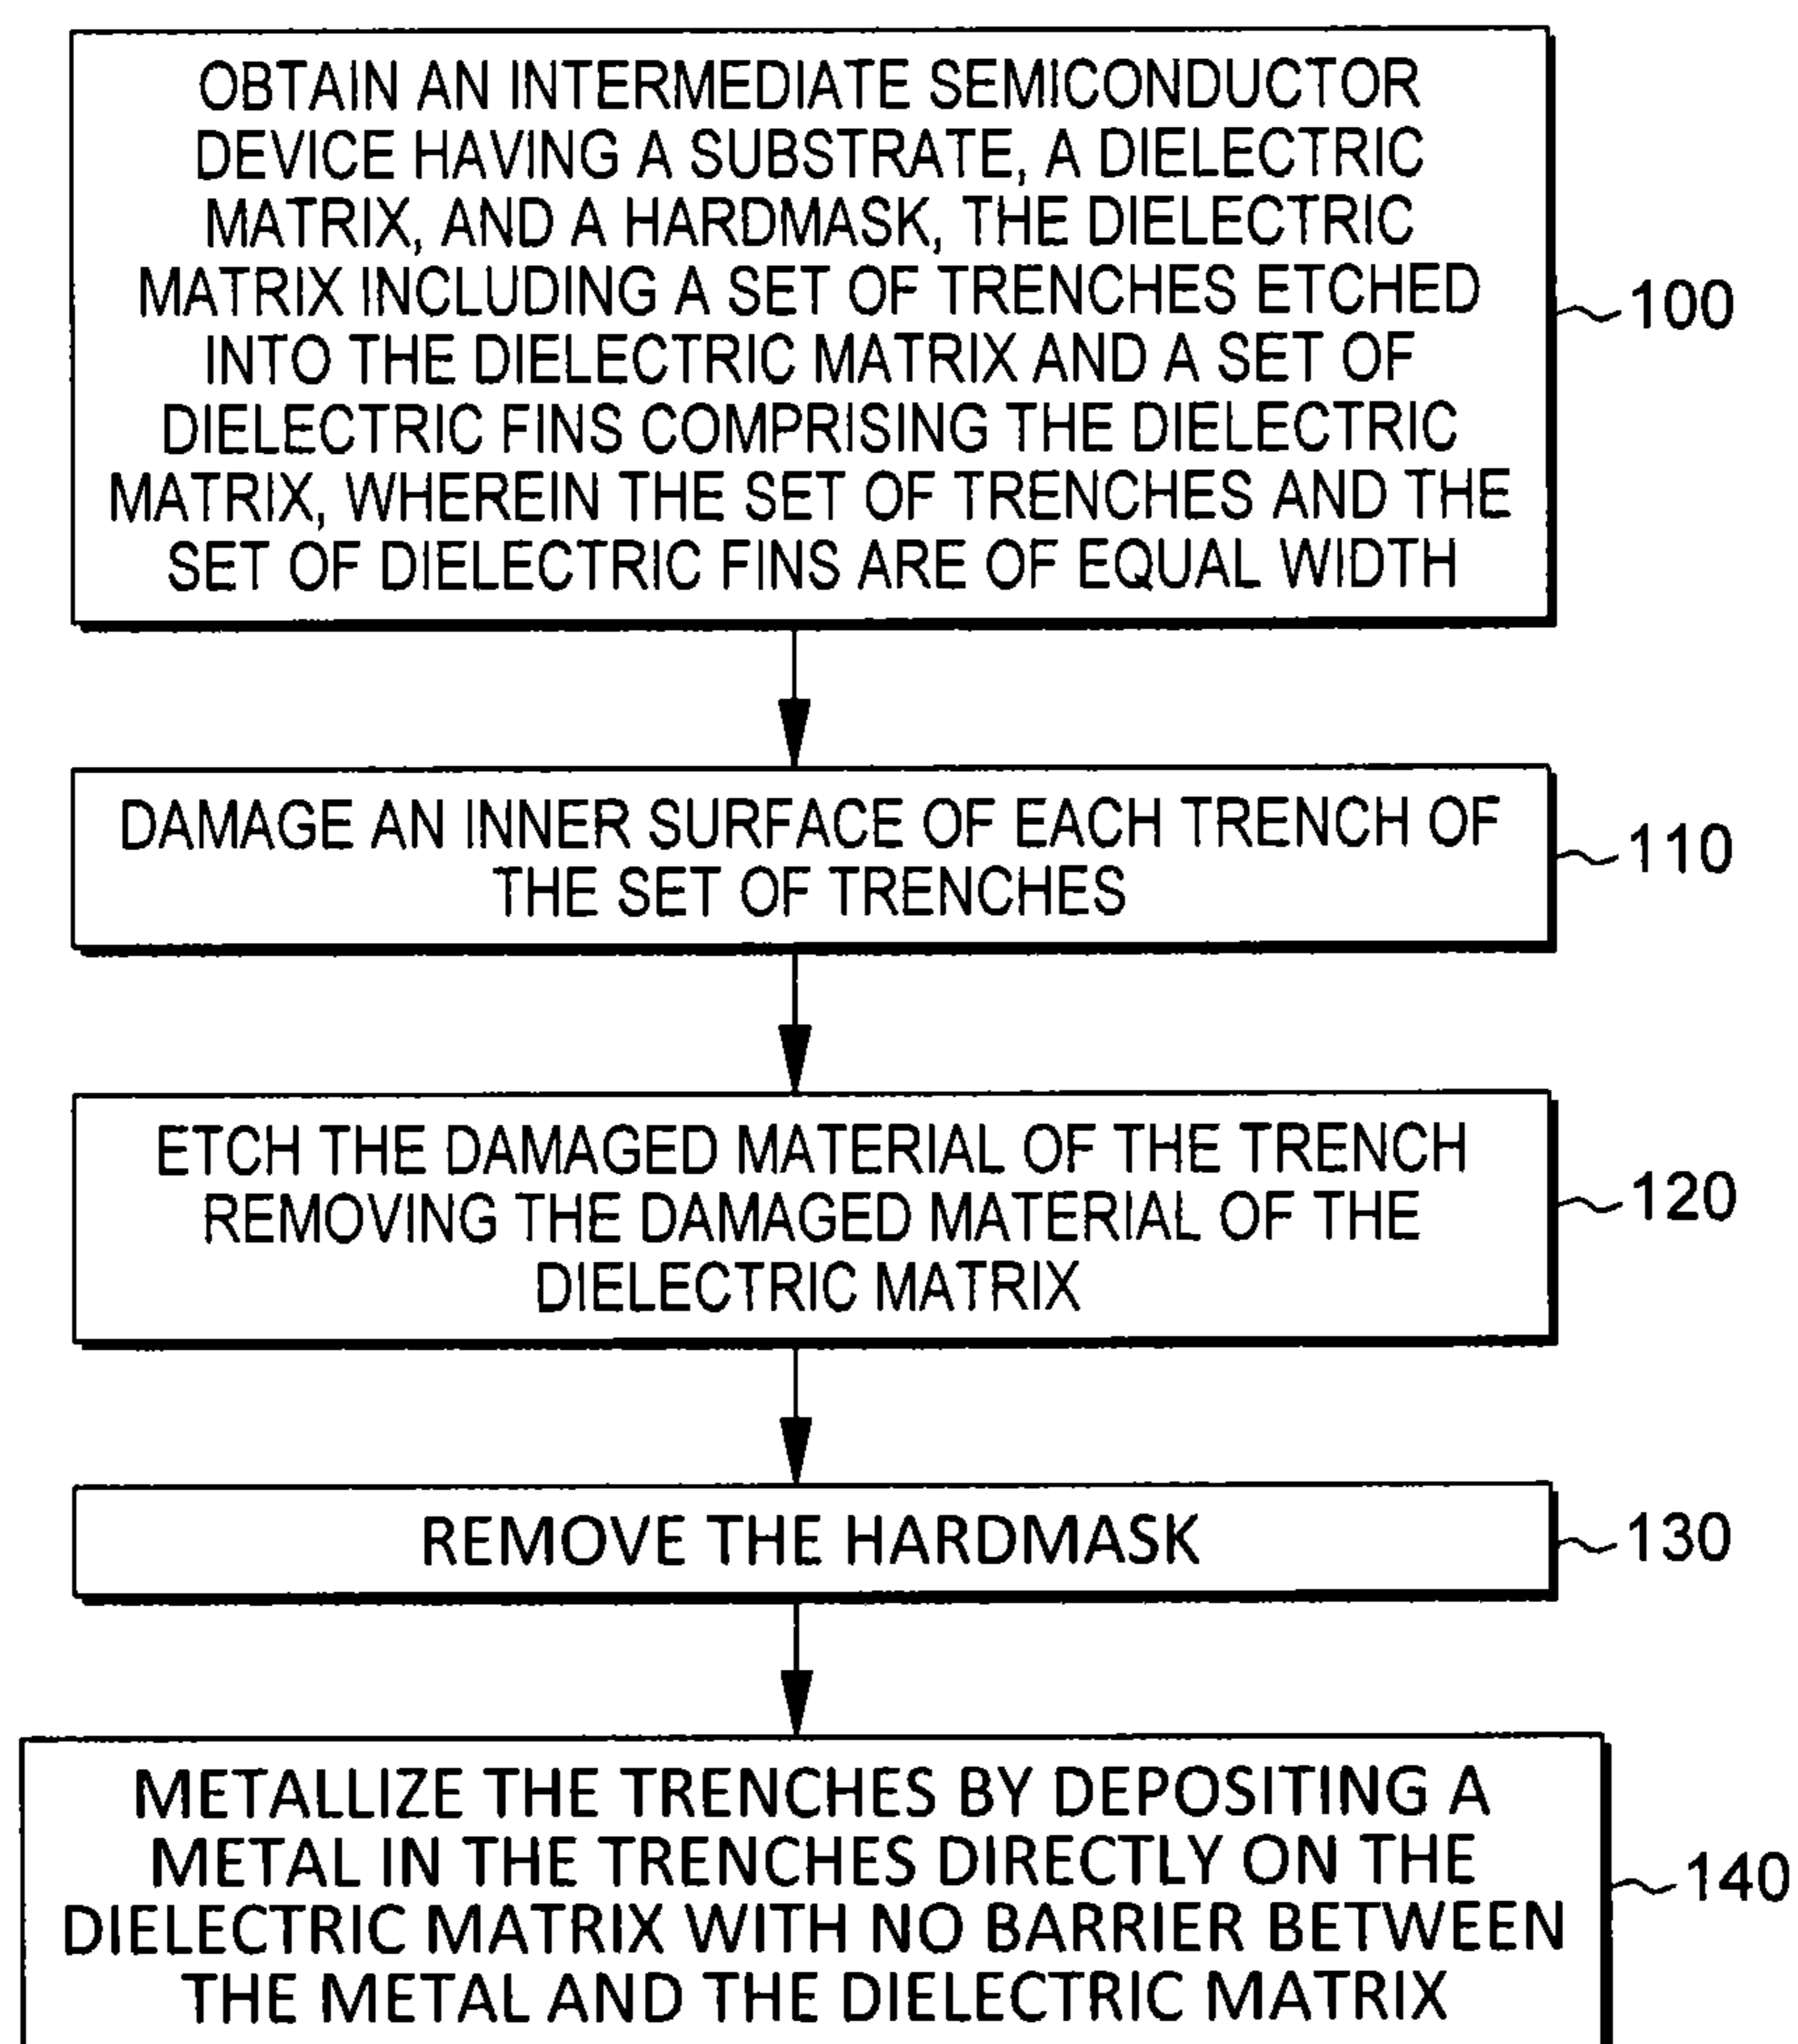 OBTAIN AN INTERMEDIATE SEMICONDUCTOR
DEVICE HAVING A SUBSTRATE, A DIELECTRIC
MATRIX, AND A HARDMASK, THE DIELECTRIC
MATRIX INCLUDING A SET OF TRENCHES ETCHED
INTO THE DIELECTRIC MATRIX AND A SET OF
DIELECTRIC FINS COMPRISING THE DIELECTRIC
MATRIX, WHEREIN THE SET OF TRENCHES AND THE
SET OF DIELECTRIC FINS ARE OF EQUAL WIDTH
100
DAMAGE AN INNER SURFACE OF EACH TRENCH OF
THE SET OF TRENCHES
110
ETCH THE DAMAGED MATERIAL OF THE TRENCH
REMOVING THE DAMAGED MATERIAL OF THE
DIELECTRIC MATRIX
120
REMOVE THE HARDMASK
130
METALLIZE THE TRENCHES BY DEPOSITING A
METAL IN THE TRENCHES DIRECTLY ON THE
DIELECTRIC MATRIX WITH NO BARRIER BETWEEN
THE METAL AND THE DIELECTRIC MATRIX
140